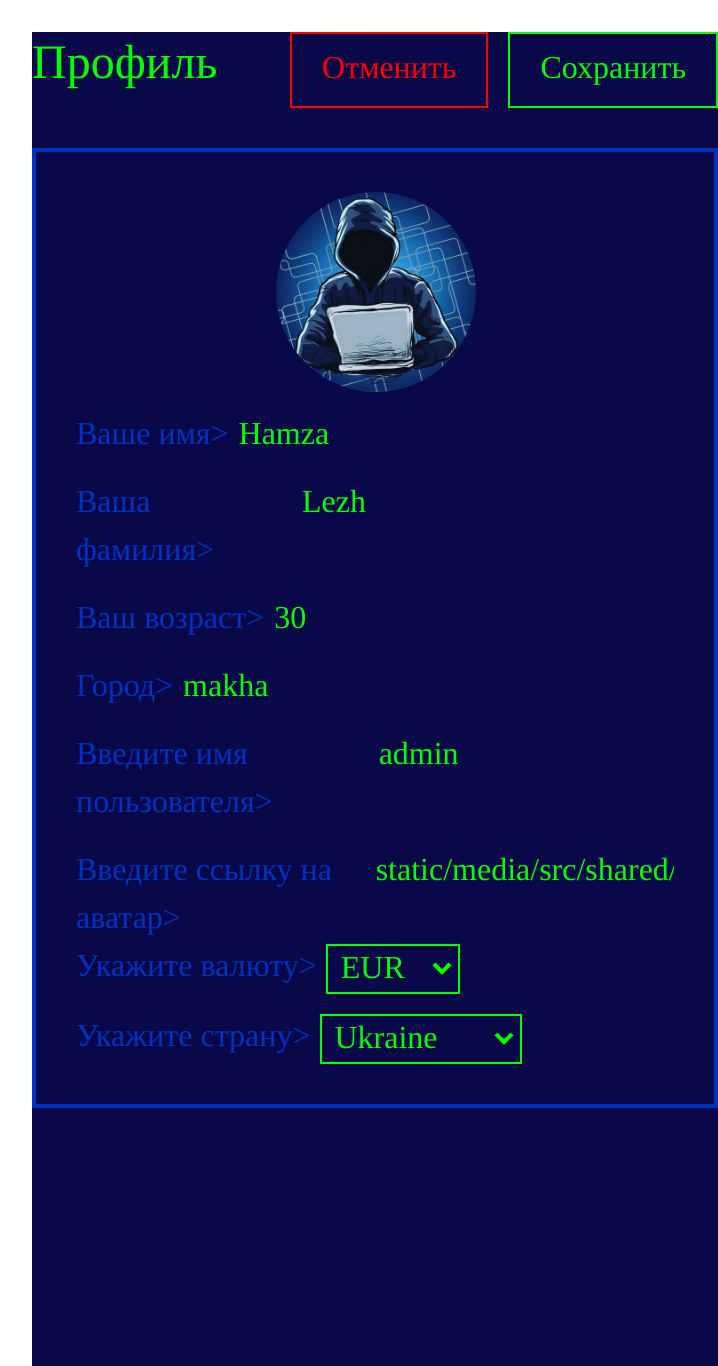 Профиль Отменить Сохранить
Ваше имя> Hamza
Ваша Lezh
фамилия>
Ваш возраст> 30
Город> makha
Введите имя admin
пользователя>
Введите ссылку на static/media/src/shared/
аватар>
Укажите валюту> EUR
Укажите страну> Ukraine